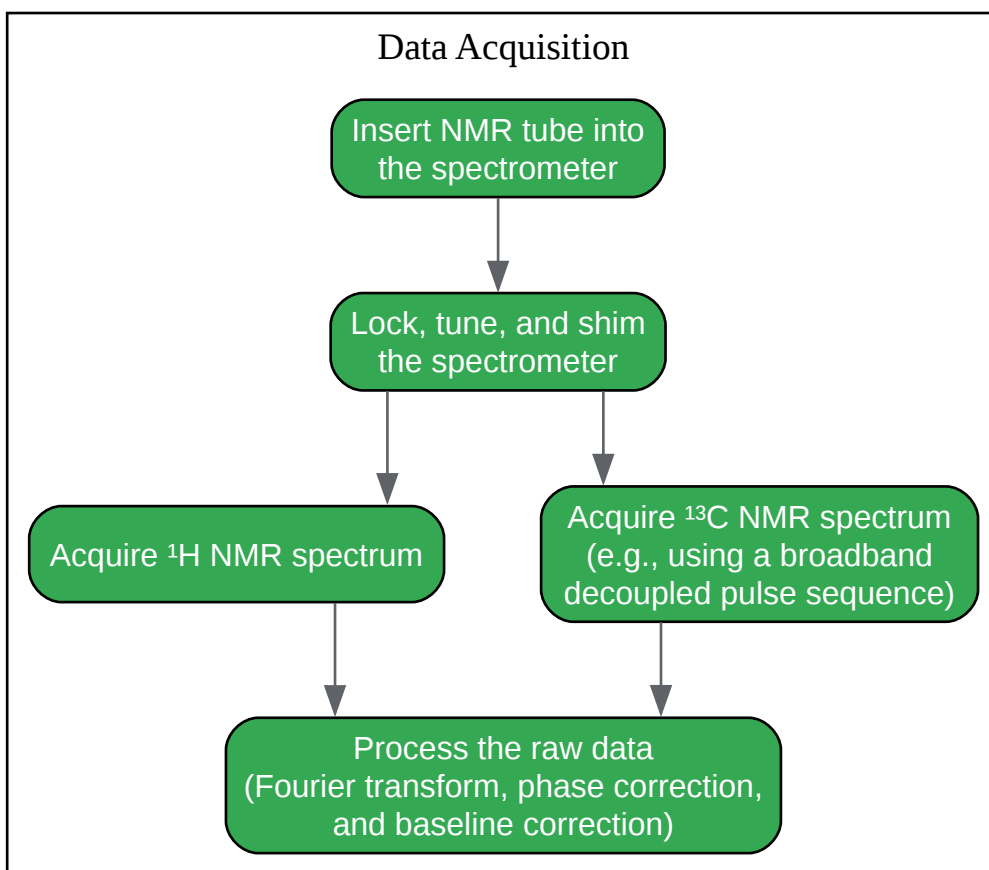 Data Acquisition
Insert NMR tube into
the spectrometer
Lock, tune, and shim
the spectrometer
Acquire ¹H NMR spectrum
Acquire ¹³C NMR spectrum
(e.g., using a broadband
decoupled pulse sequence)
Process the raw data
(Fourier transform, phase correction,
and baseline correction)